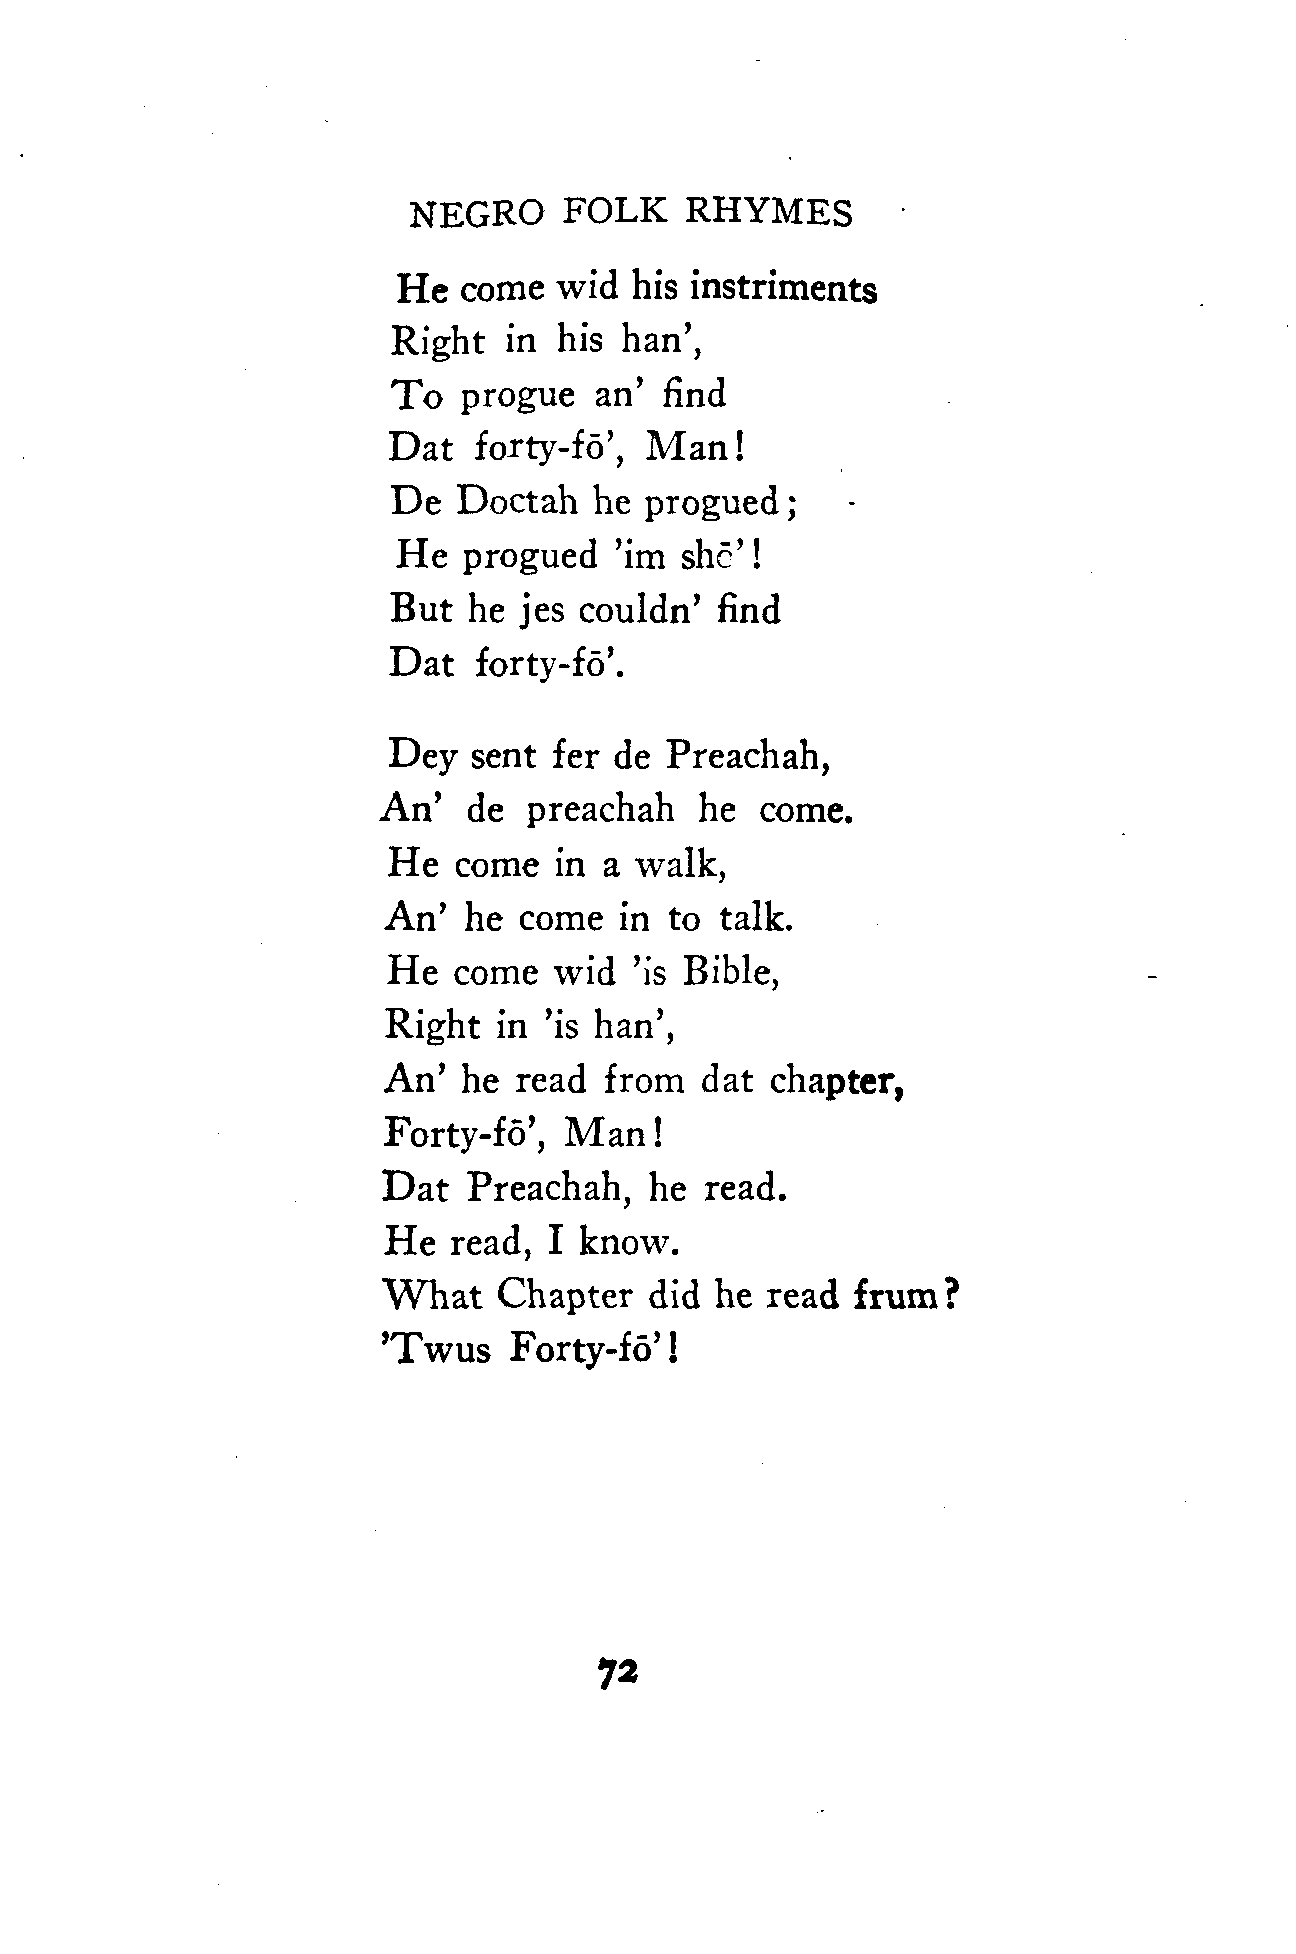 NEGRO FOLK RHYMES
He come wid his instriments
Right in his han',
To progue an' find
Dat forty-fō', Man!
De Doctah he progued;
He progued 'im shō'!
But he jes couldn' find
Dat forty-fō'.
Dey sent fer de Preachah,
An' de preachah he come.
He come in a walk,
An' he come in to talk.
He come wid 'is Bible,
Right in 'is han',
An' he read from dat chapter,
Forty-fō', Man!
Dat Preachah, he read.
He read, I know.
What Chapter did he read frum?
'Twus Forty-fō'!
72